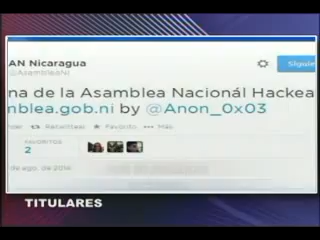 AN Nicaragua
@AsambleaNi
Siguie
na de la Asamblea Nacionál Hackea
nblea.gob.ni by @Anon_0x03
Retwittear Favorito Más
FAVORITOS
2
de ago. de 2014
TITULARES